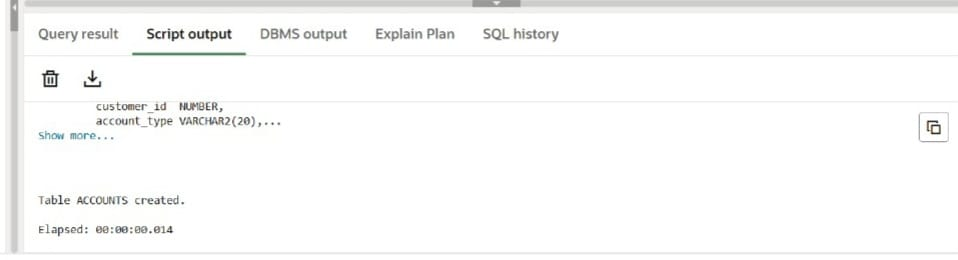 Query result Script output DBMS output Explain Plan SQL history
customer_id NUMBER,
account_type VARCHAR2(20),...
Show more...
Table ACCOUNTS created.
Elapsed: 00:00:00.014